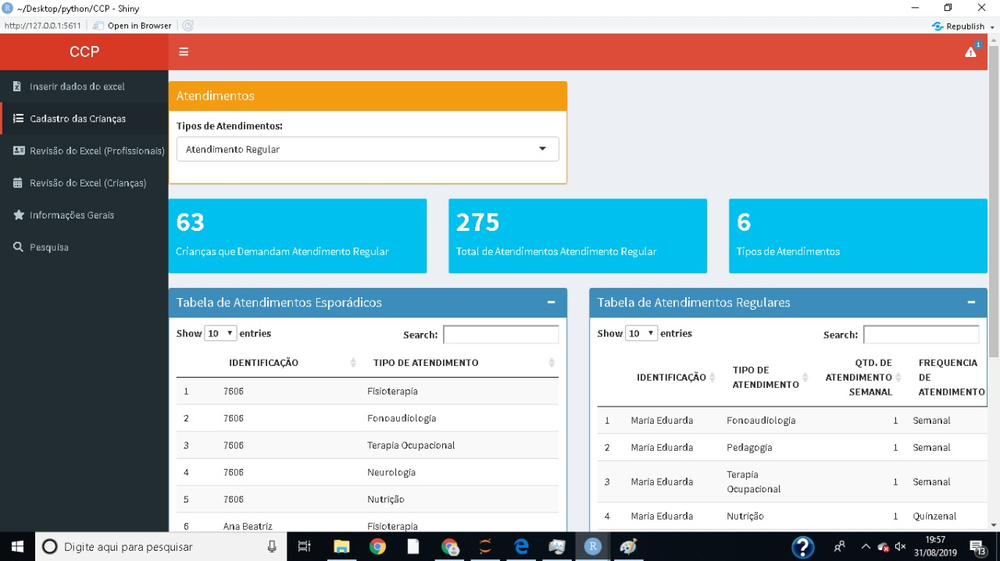 ~/Desktop/python/CCP - Shiny
http://127.0.0.1:5611 Open in Browser Republish
CCP 1
Inserir dados do excel
Cadastro das Crianças
Revisão do Excel (Profissionais)
Revisão do Excel (Crianças)
Informações Gerais
Pesquisa
Atendimentos
Tipos de Atendimentos:
Atendimento Regular
63
Crianças que Demandam Atendimento Regular
275
Total de Atendimentos Atendimento Regular
6
Tipos de Atendimentos
Tabela de Atendimentos Esporádicos
Show 10 entries Search:
IDENTIFICAÇÃO TIPO DE ATENDIMENTO
1 7606 Fisioterapia
2 7606 Fonoaudiologia
3 7606 Terapia Ocupacional
4 7606 Neurologia
5 7606 Nutrição
6 Ana Beatriz Fisioterapia
Tabela de Atendimentos Regulares
Show 10 entries Search:
IDENTIFICAÇÃO TIPO DE ATENDIMENTO QTD. DE ATENDIMENTO SEMANAL FREQUENCIA DE ATENDIMENTO
1 Maria Eduarda Fonoaudiologia 1 Semanal
2 Maria Eduarda Pedagogia 1 Semanal
3 Maria Eduarda Terapia Ocupacional 1 Semanal
4 Maria Eduarda Nutrição 1 Quinzenal
Digite aqui para pesquisar
19:57
31/08/2019
13